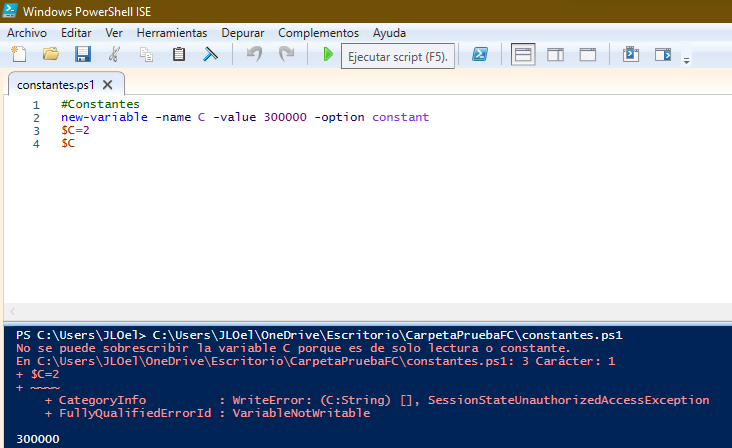 Windows PowerShell ISE
Archivo Editar Ver Herramientas Depurar Complementos Ayuda
Ejecutar script (F5).
constantes.ps1
1 #Constantes
2 new-variable -name C -value 300000 -option constant
3 $C=2
4 $C
PS C:\Users\JLOel> C:\Users\JLOel\OneDrive\Escritorio\CarpetaPruebaFC\constantes.ps1
No se puede sobrescribir la variable C porque es de solo lectura o constante.
En C:\Users\JLOel\OneDrive\Escritorio\CarpetaPruebaFC\constantes.ps1: 3 Carácter: 1
+ $C=2
+ ~~~~
    + CategoryInfo          : WriteError: (C:String) [], SessionStateUnauthorizedAccessException
    + FullyQualifiedErrorId : VariableNotWritable
300000